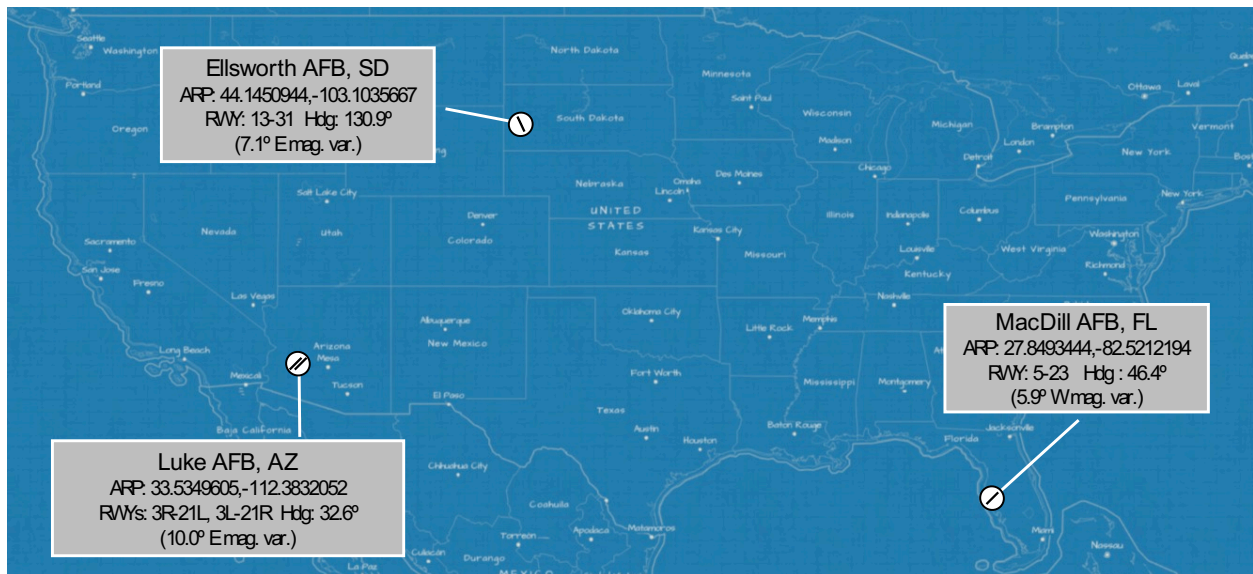 Ellsworth AFB, SD
ARP: 44.1450944,-103.1035667
RWY: 13-31 Hdg: 130.9º
(7.1º E mag. var.)
Luke AFB, AZ
ARP: 33.5349605,-112.3832052
RWYs: 3R-21L, 3L-21R Hdg: 32.6º
(10.0º E mag. var.)
MacDill AFB, FL
ARP: 27.8493444,-82.5212194
RWY: 5-23 Hdg : 46.4º
(5.9º W mag. var.)
Seattle
Washington
Portland
Oregon
North Dakota
South Dakota
Minnesota
Saint Paul
Wisconsin
Madison
Michigan
Detroit
London
Brampton
Ottawa
Laval
Vermont
New York
New York
Pennsylvania
Washington
Richmond
West Virginia
Chicago
Illinois
Indianapolis
Columbus
Louisville
Kentucky
Nashville
Memphis
Des Moines
Omaha
Nebraska
Lincoln
UNITED
STATES
Kansas City
Kansas
Missouri
Salt Lake City
Utah
Nevada
Denver
Colorado
Sacramento
San Jose
Fresno
Las Vegas
Long Beach
Mexicali
Baja California
Arizona
Mesa
Tucson
Albuquerque
New Mexico
El Paso
Oklahoma City
Little Rock
Fort Worth
Texas
Austin
Houston
Mississippi
Montgomery
Baton Rouge
Florida
Jacksonville
Miami
Nassau
Chihuahua City
Coahuila
Torreón
Apodaca
Matamoros
Culiacán
Durango
La Paz
MEXICO